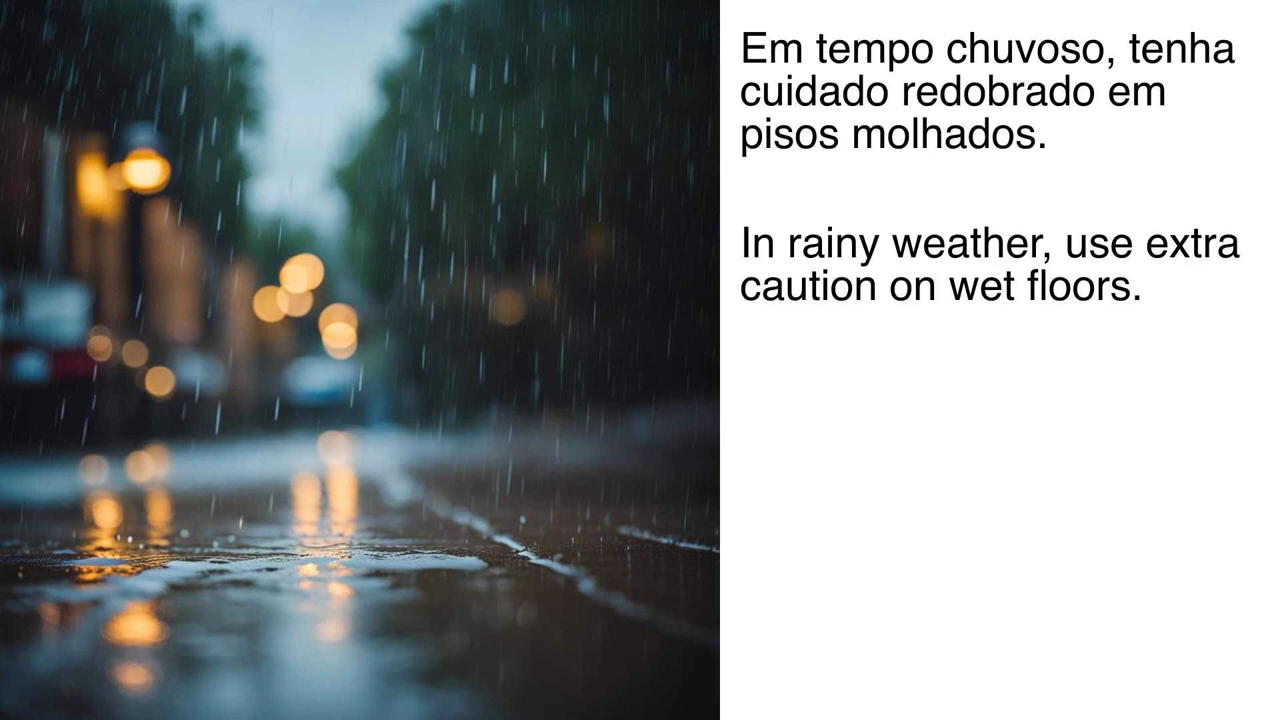 Em tempo chuvoso, tenha
cuidado redobrado em
pisos molhados.
In rainy weather, use extra
caution on wet floors.